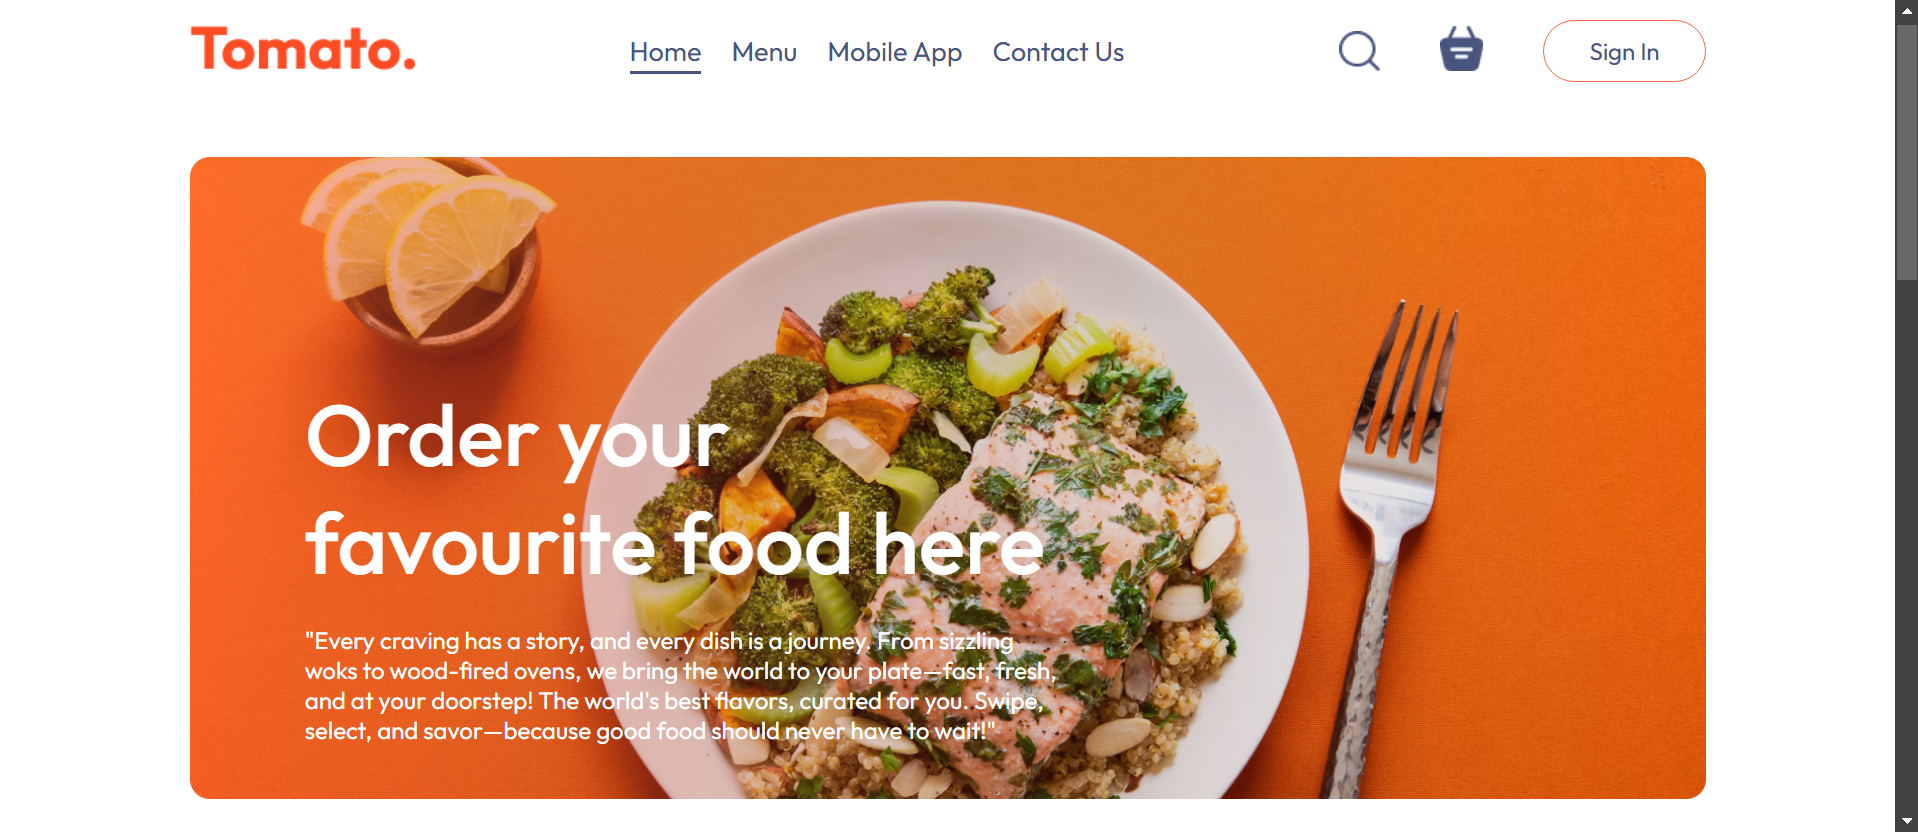 Tomato.
Home Menu Mobile App Contact Us
Sign In
Order your
favourite food here
"Every craving has a story, and every dish is a journey. From sizzling
woks to wood-fired ovens, we bring the world to your plate—fast, fresh,
and at your doorstep! The world's best flavors, curated for you. Swipe,
select, and savor—because good food should never have to wait!"